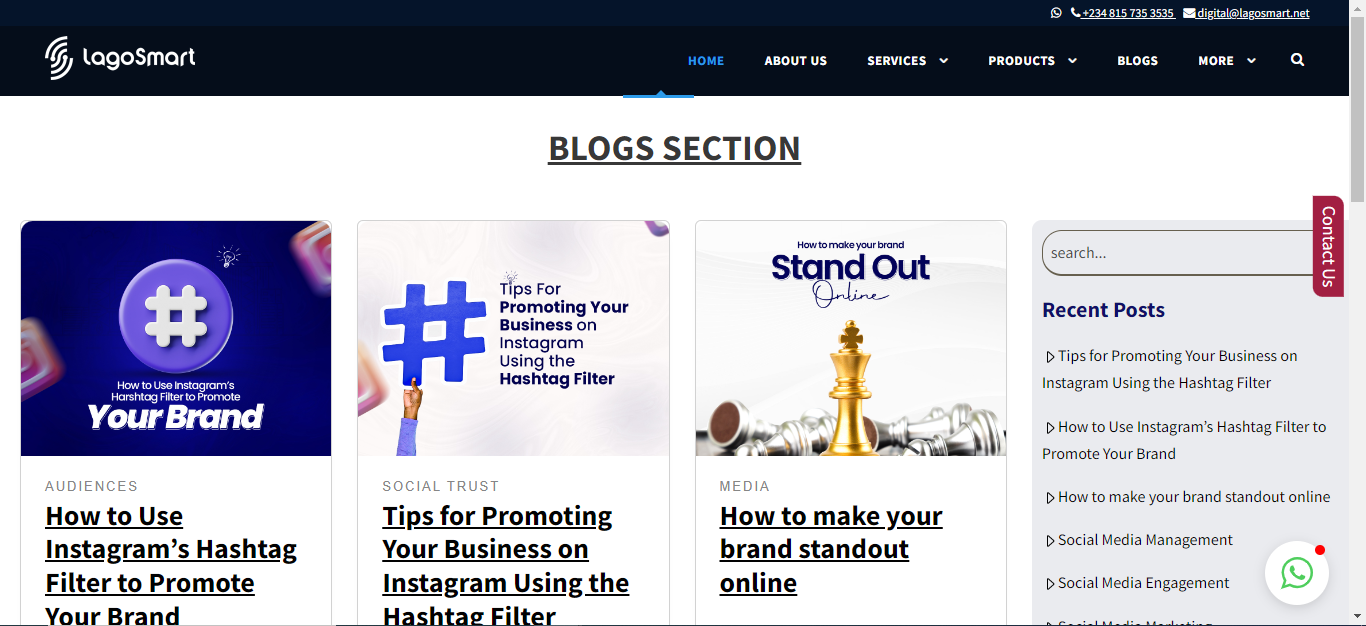 +234 815 735 3535 digital@lagosmart.net
LagoSmart
HOME ABOUT US SERVICES PRODUCTS BLOGS MORE
BLOGS SECTION
How to Use Instagram's
Harshtag Filter to Promote
Your Brand
AUDIENCES
How to Use
Instagram’s Hashtag
Filter to Promote
Your Brand
Tips For
Promoting Your
Business on
Instagram
Using the
Hashtag Filter
SOCIAL TRUST
Tips for Promoting
Your Business on
Instagram Using the
Hashtag Filter
How to make your brand
Stand Out
Online
MEDIA
How to make your
brand standout
online
search...
Contact Us
Recent Posts
Tips for Promoting Your Business on
Instagram Using the Hashtag Filter
How to Use Instagram’s Hashtag Filter to
Promote Your Brand
How to make your brand standout online
Social Media Management
Social Media Engagement
Social Media Marketing